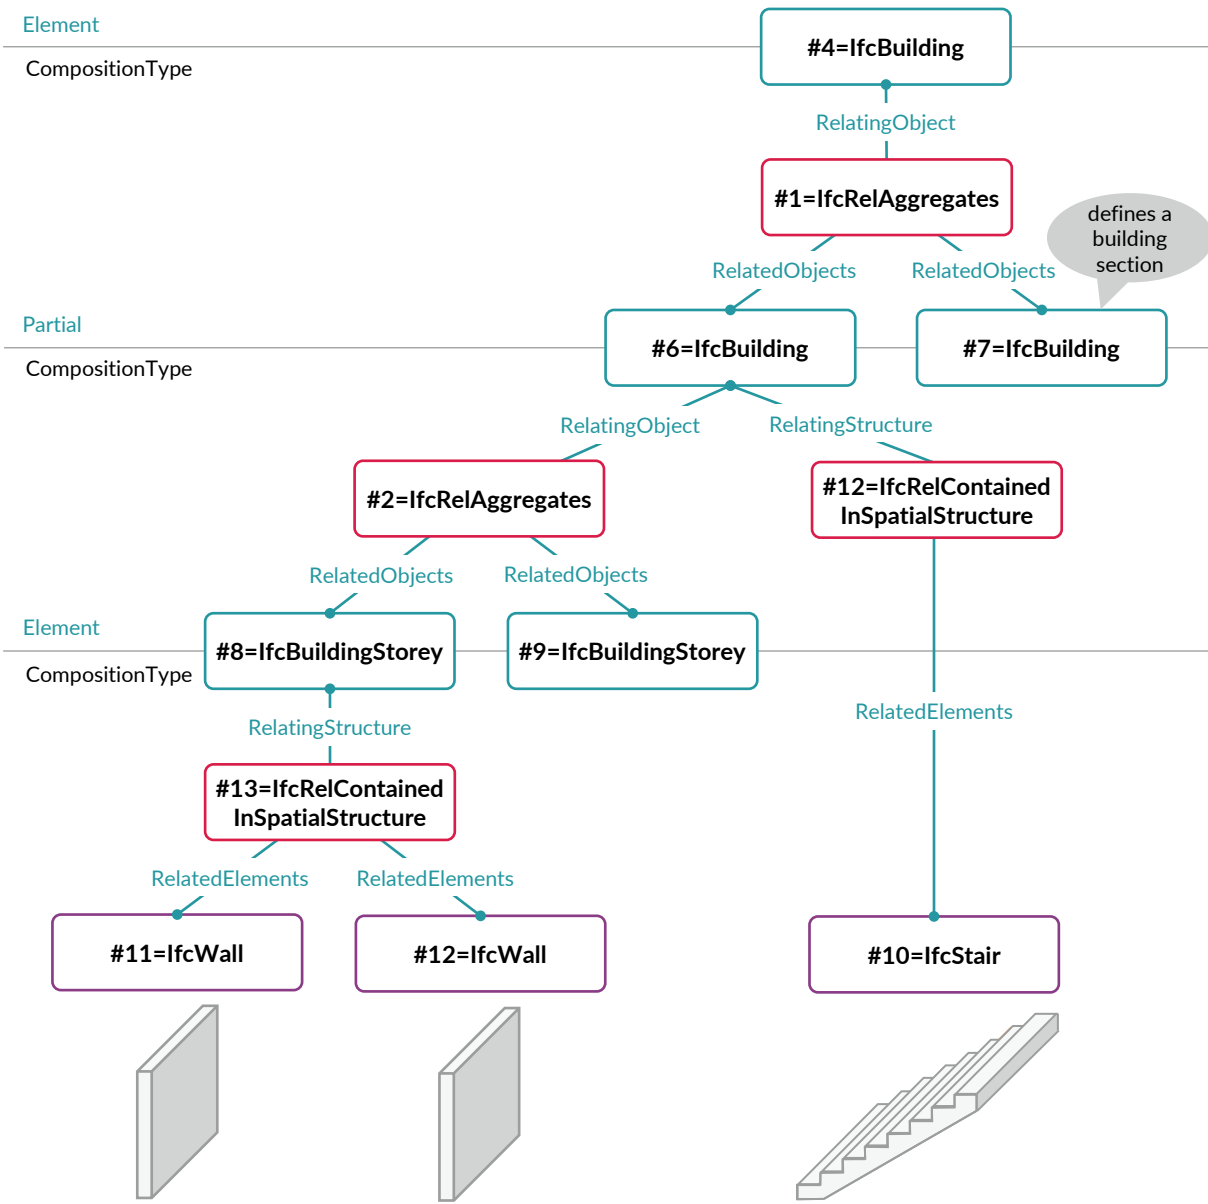 Element
#4=IfcBuilding
CompositionType
RelatingObject
#1=IfcRelAggregates
defines a
building
section
RelatedObjects
RelatedObjects
Partial
#6=IfcBuilding
#7=IfcBuilding
CompositionType
RelatingObject
RelatingStructure
#2=IfcRelAggregates
#12=IfcRelContained
InSpatialStructure
RelatedObjects
RelatedObjects
Element
#8=IfcBuildingStorey
#9=IfcBuildingStorey
CompositionType
RelatedElements
RelatingStructure
#13=IfcRelContained
InSpatialStructure
RelatedElements
RelatedElements
#11=IfcWall
#12=IfcWall
#10=IfcStair